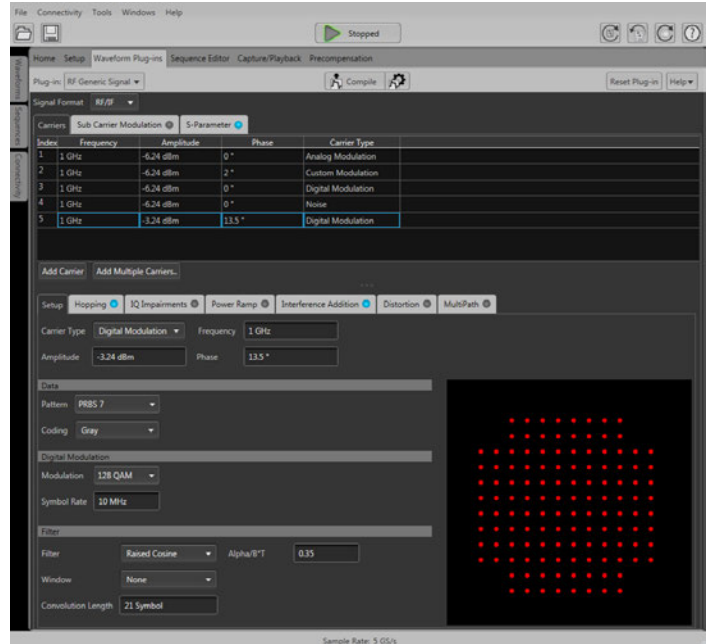 File Connectivity Tools Windows Help
Stopped
Home Setup Waveform Plug-ins Sequence Editor Capture/Playback Precompensation
Waveforms
Sequences
Connectivity
Plug-in: RF Generic Signal Compile Reset Plug-in Help
Signal Format RF/IF
Carriers Sub Carrier Modulation S-Parameter
Index Frequency Amplitude Phase Carrier Type
1 1 GHz -6.24 dBm 0 ° Analog Modulation
2 1 GHz -6.24 dBm 2 ° Custom Modulation
3 1 GHz -6.24 dBm 0 ° Digital Modulation
4 1 GHz -6.24 dBm 0 ° Noise
5 1 GHz -3.24 dBm 13.5 ° Digital Modulation
Add Carrier Add Multiple Carriers..
Setup Hopping IQ Impairments Power Ramp Interference Addition Distortion MultiPath
Carrier Type Digital Modulation Frequency 1 GHz
Amplitude -3.24 dBm Phase 13.5 °
Data
Pattern PRBS 7
Coding Gray
Digital Modulation
Modulation 128 QAM
Symbol Rate 10 MHz
Filter
Filter Raised Cosine Alpha/B*T 0.35
Window None
Convolution Length 21 Symbol
Sample Rate: 5 GS/s